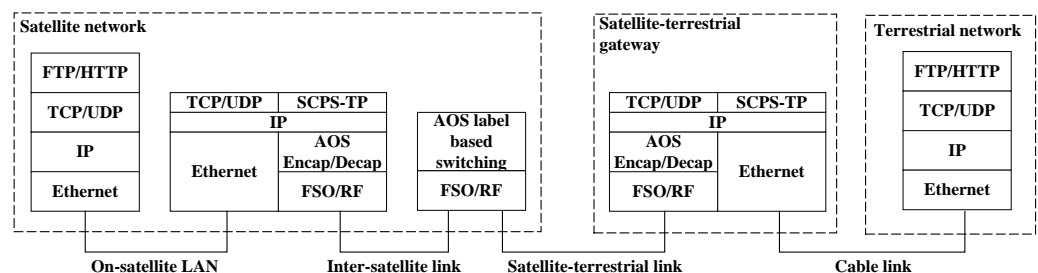 Satellite network
FTP/HTTP
TCP/UDP
IP
Ethernet
TCP/UDP
SCPS-TP
IP
Ethernet
AOS
Encap/Decap
FSO/RF
AOS label
based
switching
FSO/RF
Satellite-terrestrial
gateway
TCP/UDP
SCPS-TP
IP
AOS
Encap/Decap
FSO/RF
Ethernet
Terrestrial network
FTP/HTTP
TCP/UDP
IP
Ethernet
On-satellite LAN
Inter-satellite link
Satellite-terrestrial link
Cable link